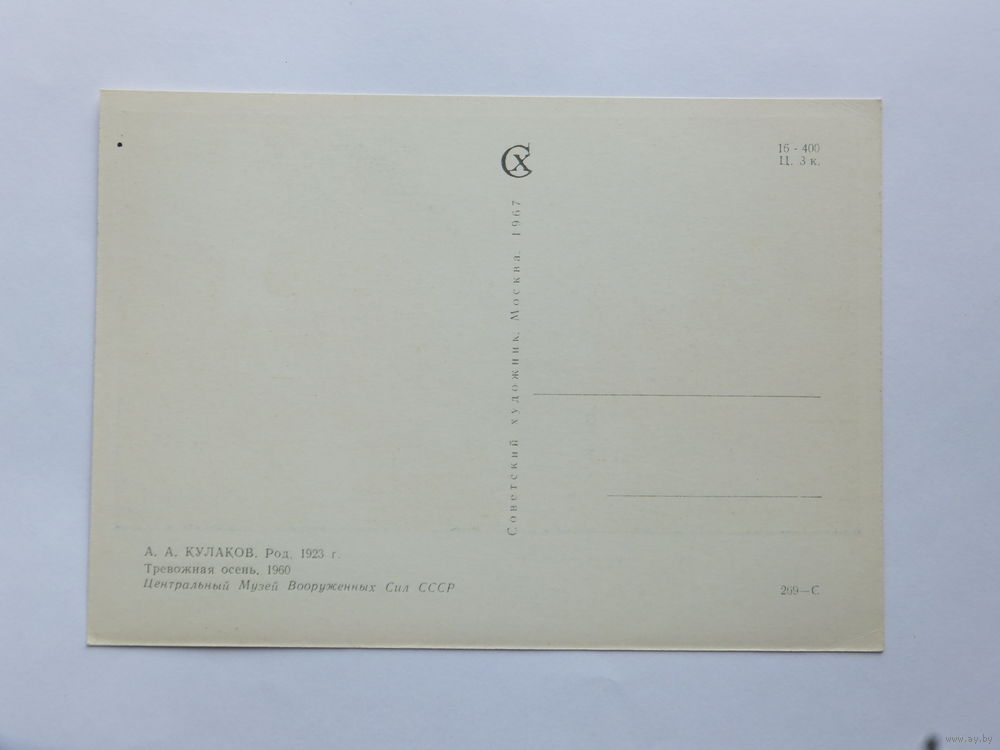 СХ
16 - 400
Ц. 3 к.
Советский художник. Москва. 1967
А. А. КУЛАКОВ. Род. 1923 г.
Тревожная осень, 1960
Центральный Музей Вооруженных Сил СССР
269—С
www.ay.by